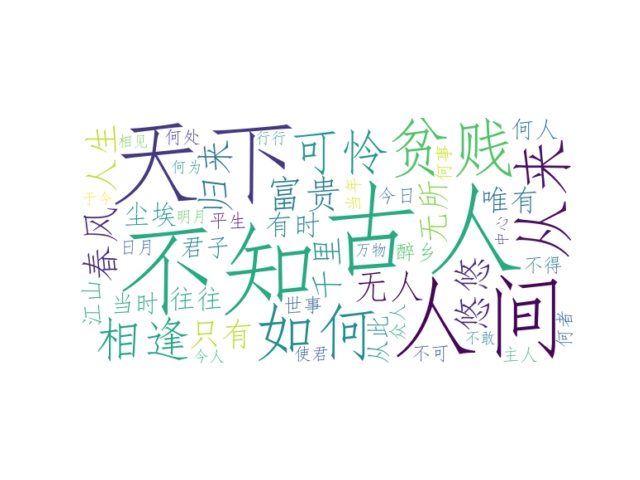 天下
贫贱
人生
相见
何处
行行
何为
归来
可怜
何人
何事
从来
于今
富贵
当年
今日
无所
唯有
春风
尘埃
明月
平生
有时
古人
中心
日月
君子
千里
万物
醉乡
不知
悠悠
不得
江山
当时
往往
世事
无人
人间
相逢
只有
如何
从此
众人
不敢
何者
今人
使君
不可
主人